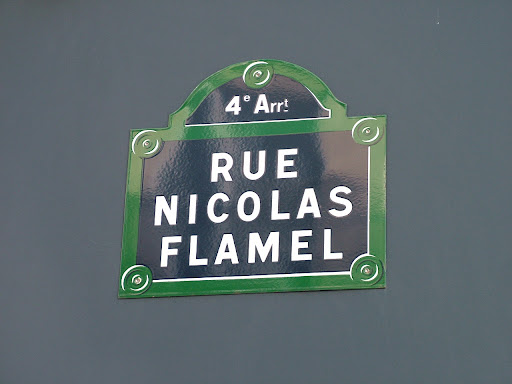 4e Arrt
RUE
NICOLAS
FLAMEL